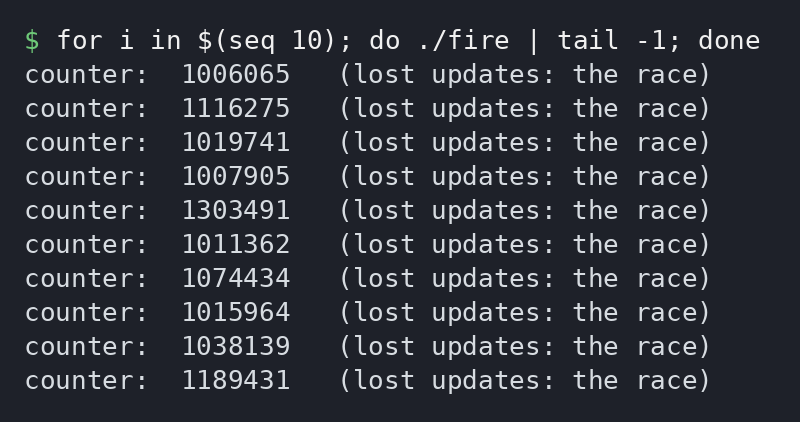 $ for i in $(seq 10); do ./fire | tail -1; done
counter:  1006065   (lost updates: the race)
counter:  1116275   (lost updates: the race)
counter:  1019741   (lost updates: the race)
counter:  1007905   (lost updates: the race)
counter:  1303491   (lost updates: the race)
counter:  1011362   (lost updates: the race)
counter:  1074434   (lost updates: the race)
counter:  1015964   (lost updates: the race)
counter:  1038139   (lost updates: the race)
counter:  1189431   (lost updates: the race)